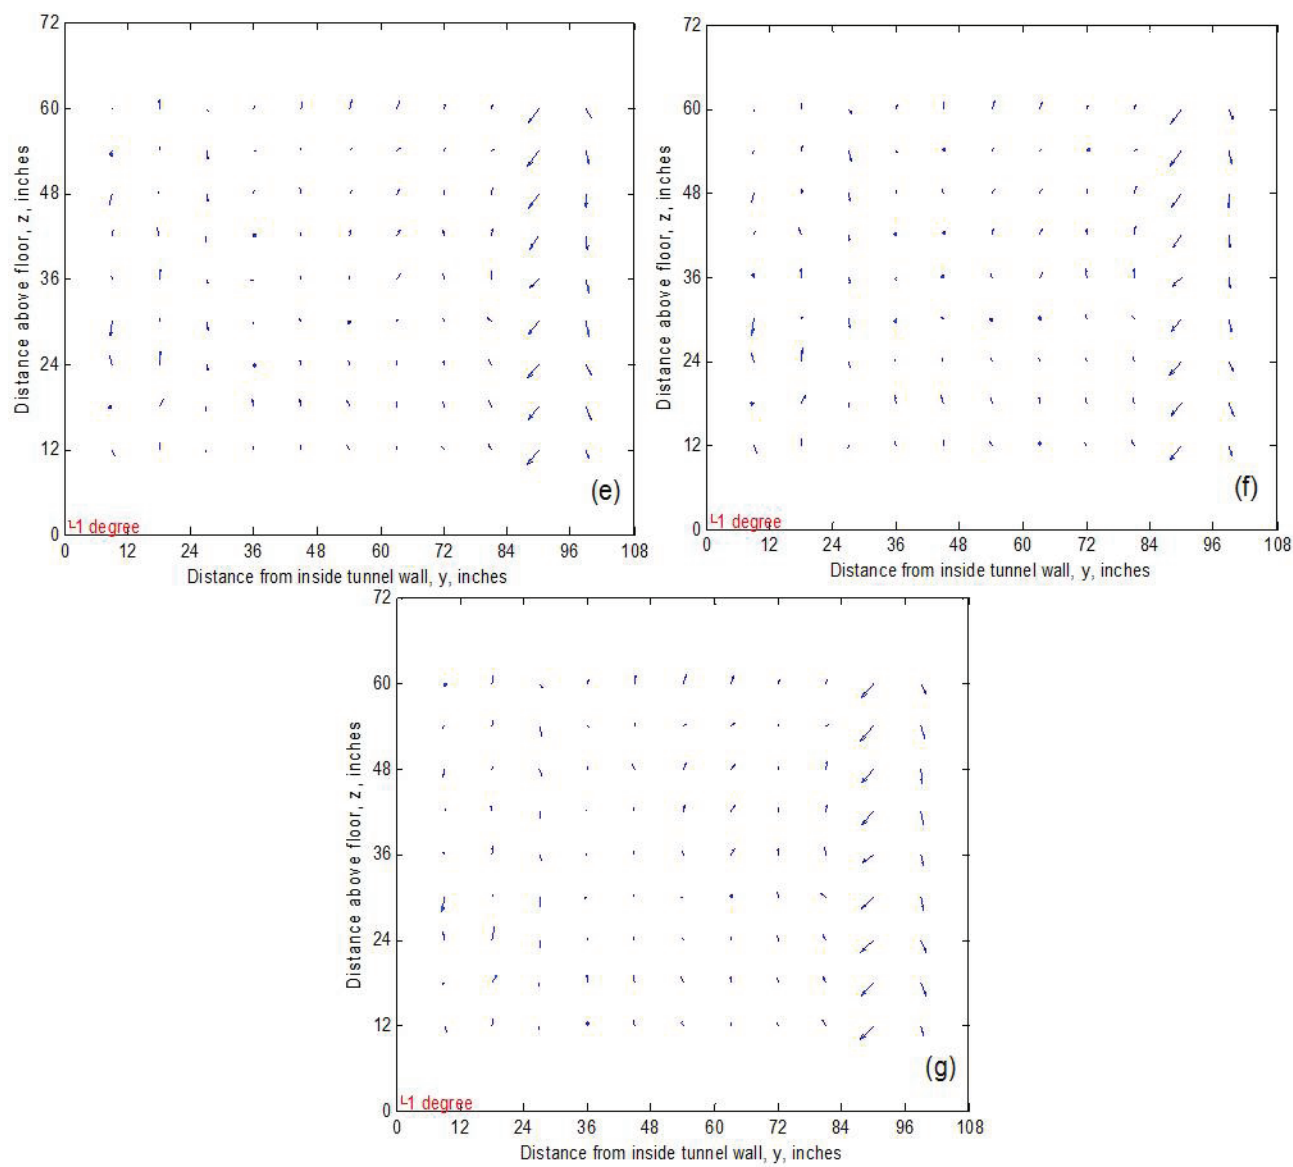 72
60
48
36
24
12
0
Distance above floor, z, inches
(e)
└1 degree
0 12 24 36 48 60 72 84 96 108
Distance from inside tunnel wall, y, inches
72
60
48
36
24
12
0
Distance above floor, z, inches
(f)
└1 degree
0 12 24 36 48 60 72 84 96 108
Distance from inside tunnel wall, y, inches
72
60
48
36
24
12
0
Distance above floor, z, inches
(g)
└1 degree
0 12 24 36 48 60 72 84 96 108
Distance from inside tunnel wall, y, inches